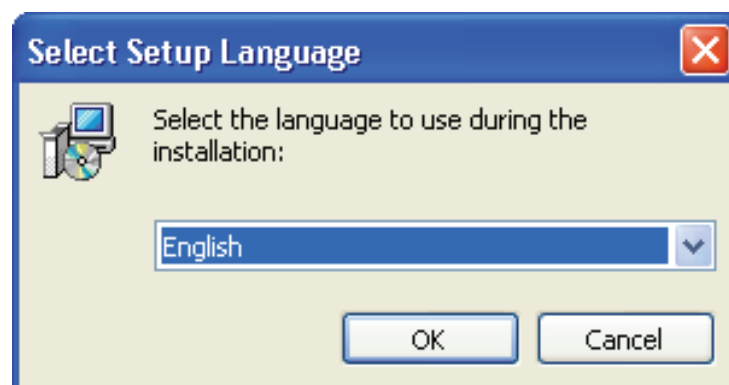 Select Setup Language
Select the language to use during the
installation:
English
OK
Cancel